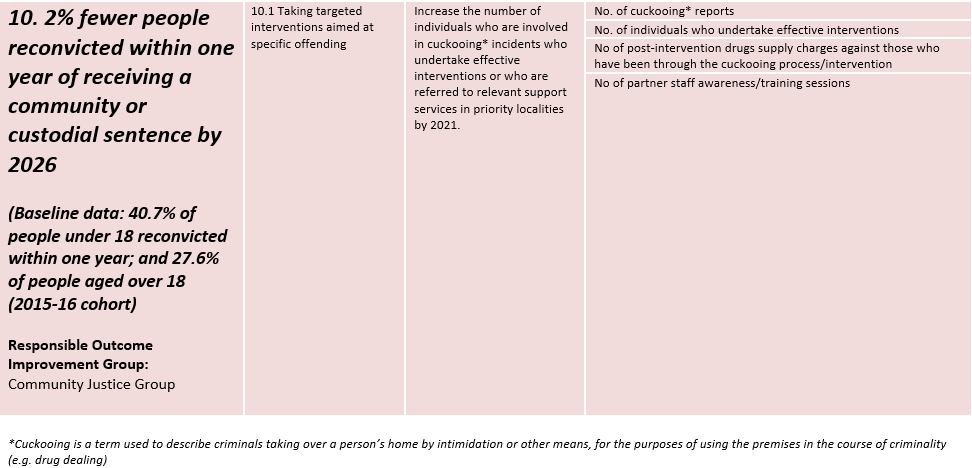 10. 2% fewer people
reconvicted within one
year of receiving a
community or
custodial sentence by
2026
(Baseline data: 40.7% of
people under 18 reconvicted
within one year; and 27.6%
of people aged over 18
(2015-16 cohort)
Responsible Outcome
Improvement Group:
Community Justice Group
10.1 Taking targeted
interventions aimed at
specific offending
Increase the number of
individuals who are involved
in cuckooing* incidents who
undertake effective
interventions or who are
referred to relevant support
services in priority localities
by 2021.
No. of cuckooing* reports
No. of individuals who undertake effective interventions
No of post-intervention drugs supply charges against those who
have been through the cuckooing process/intervention
No of partner staff awareness/training sessions
*Cuckooing is a term used to describe criminals taking over a person's home by intimidation or other means, for the purposes of using the premises in the course of criminality
(e.g. drug dealing)